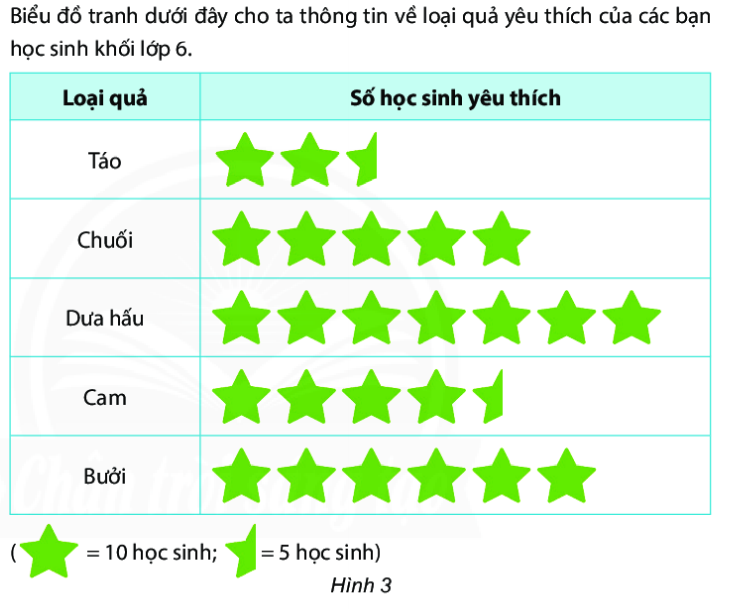 Biểu đồ tranh dưới đây cho ta thông tin về loại quả yêu thích của các bạn
học sinh khối lớp 6.
Loại quả Số học sinh yêu thích
Táo
Chuối
Dưa hấu
Cam
Bưởi
( = 10 học sinh; = 5 học sinh)
Hình 3